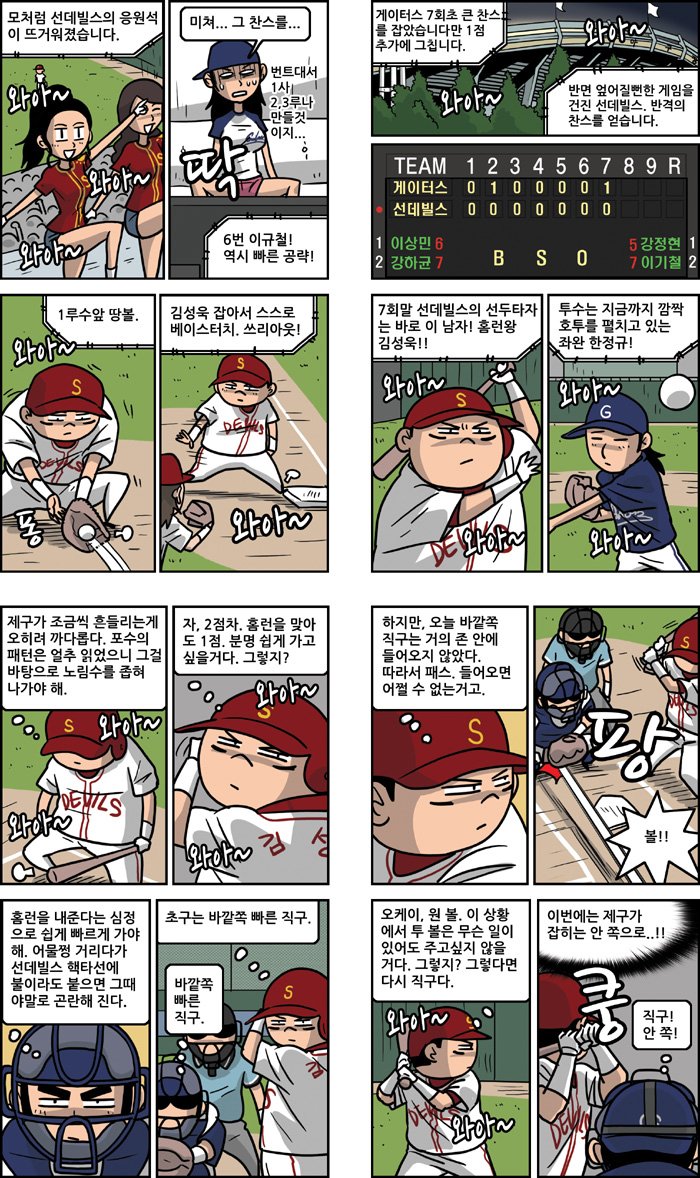 모처럼 선데빌스의 응원석
이 뜨거워졌습니다.
와아~
와아~
와아~
미쳐... 그 찬스를...
번트대서
1사
2,3루나
만들것
이지...
딱
6번 이규철!
역시 빠른 공략!
1루수앞 땅볼.
와아~
S
퐁
김성욱 잡아서 스스로
베이스터치. 쓰리아웃!
S
DEVILS
와아~
게이터스 7회초 큰 찬스
를 잡았습니다만 1점
추가에 그칩니다.
와아~
와아~
반면 엎어질뻔한 게임을
건진 선데빌스. 반격의
찬스를 얻습니다.
TEAM 1 2 3 4 5 6 7 8 9 R
게이터스 0 1 0 0 0 0 1
선데빌스 0 0 0 0 0 0 0
1 이상민 6 5 강정현 1
2 강하균 7 B S O 7 이기철 2
7회말 선데빌스의 선두타자
는 바로 이 남자! 홈런왕
김성욱!!
와아~
S
DEVILS
와아~
투수는 지금까지 깜짝
호투를 펼치고 있는
좌완 한정규!
와아~
G
와아~
제구가 조금씩 흔들리는게
오히려 까다롭다. 포수의
패턴은 얼추 읽었으니 그걸
바탕으로 노림수를 좁혀
나가야 해.
S
와아~
DEVILS
와아~
자, 2점차. 홈런을 맞아
도 1점. 분명 쉽게 가고
싶을거다. 그렇지?
와아~
S
와아~
김성
홈런을 내준다는 심정
으로 쉽게 빠르게 가야
해. 어물쩡 거리다가
선데빌스 핵타선에
불이라도 붙으면 그때
야말로 곤란해 진다.
초구는 바깥쪽 빠른 직구.
바깥쪽
빠른
직구.
S
하지만, 오늘 바깥쪽
직구는 거의 존 안에
들어오지 않았다.
따라서 패스. 들어오면
어쩔 수 없는거고.
S
팡
볼!!
오케이, 원 볼. 이 상황
에서 투 볼은 무슨 일이
있어도 주고싶지 않을
거다. 그렇지? 그렇다면
다시 직구다.
와아~
S
DEVILS
와아~
이번에는 제구가
잡히는 안 쪽으로..!!
쿵
직구!
안 쪽!